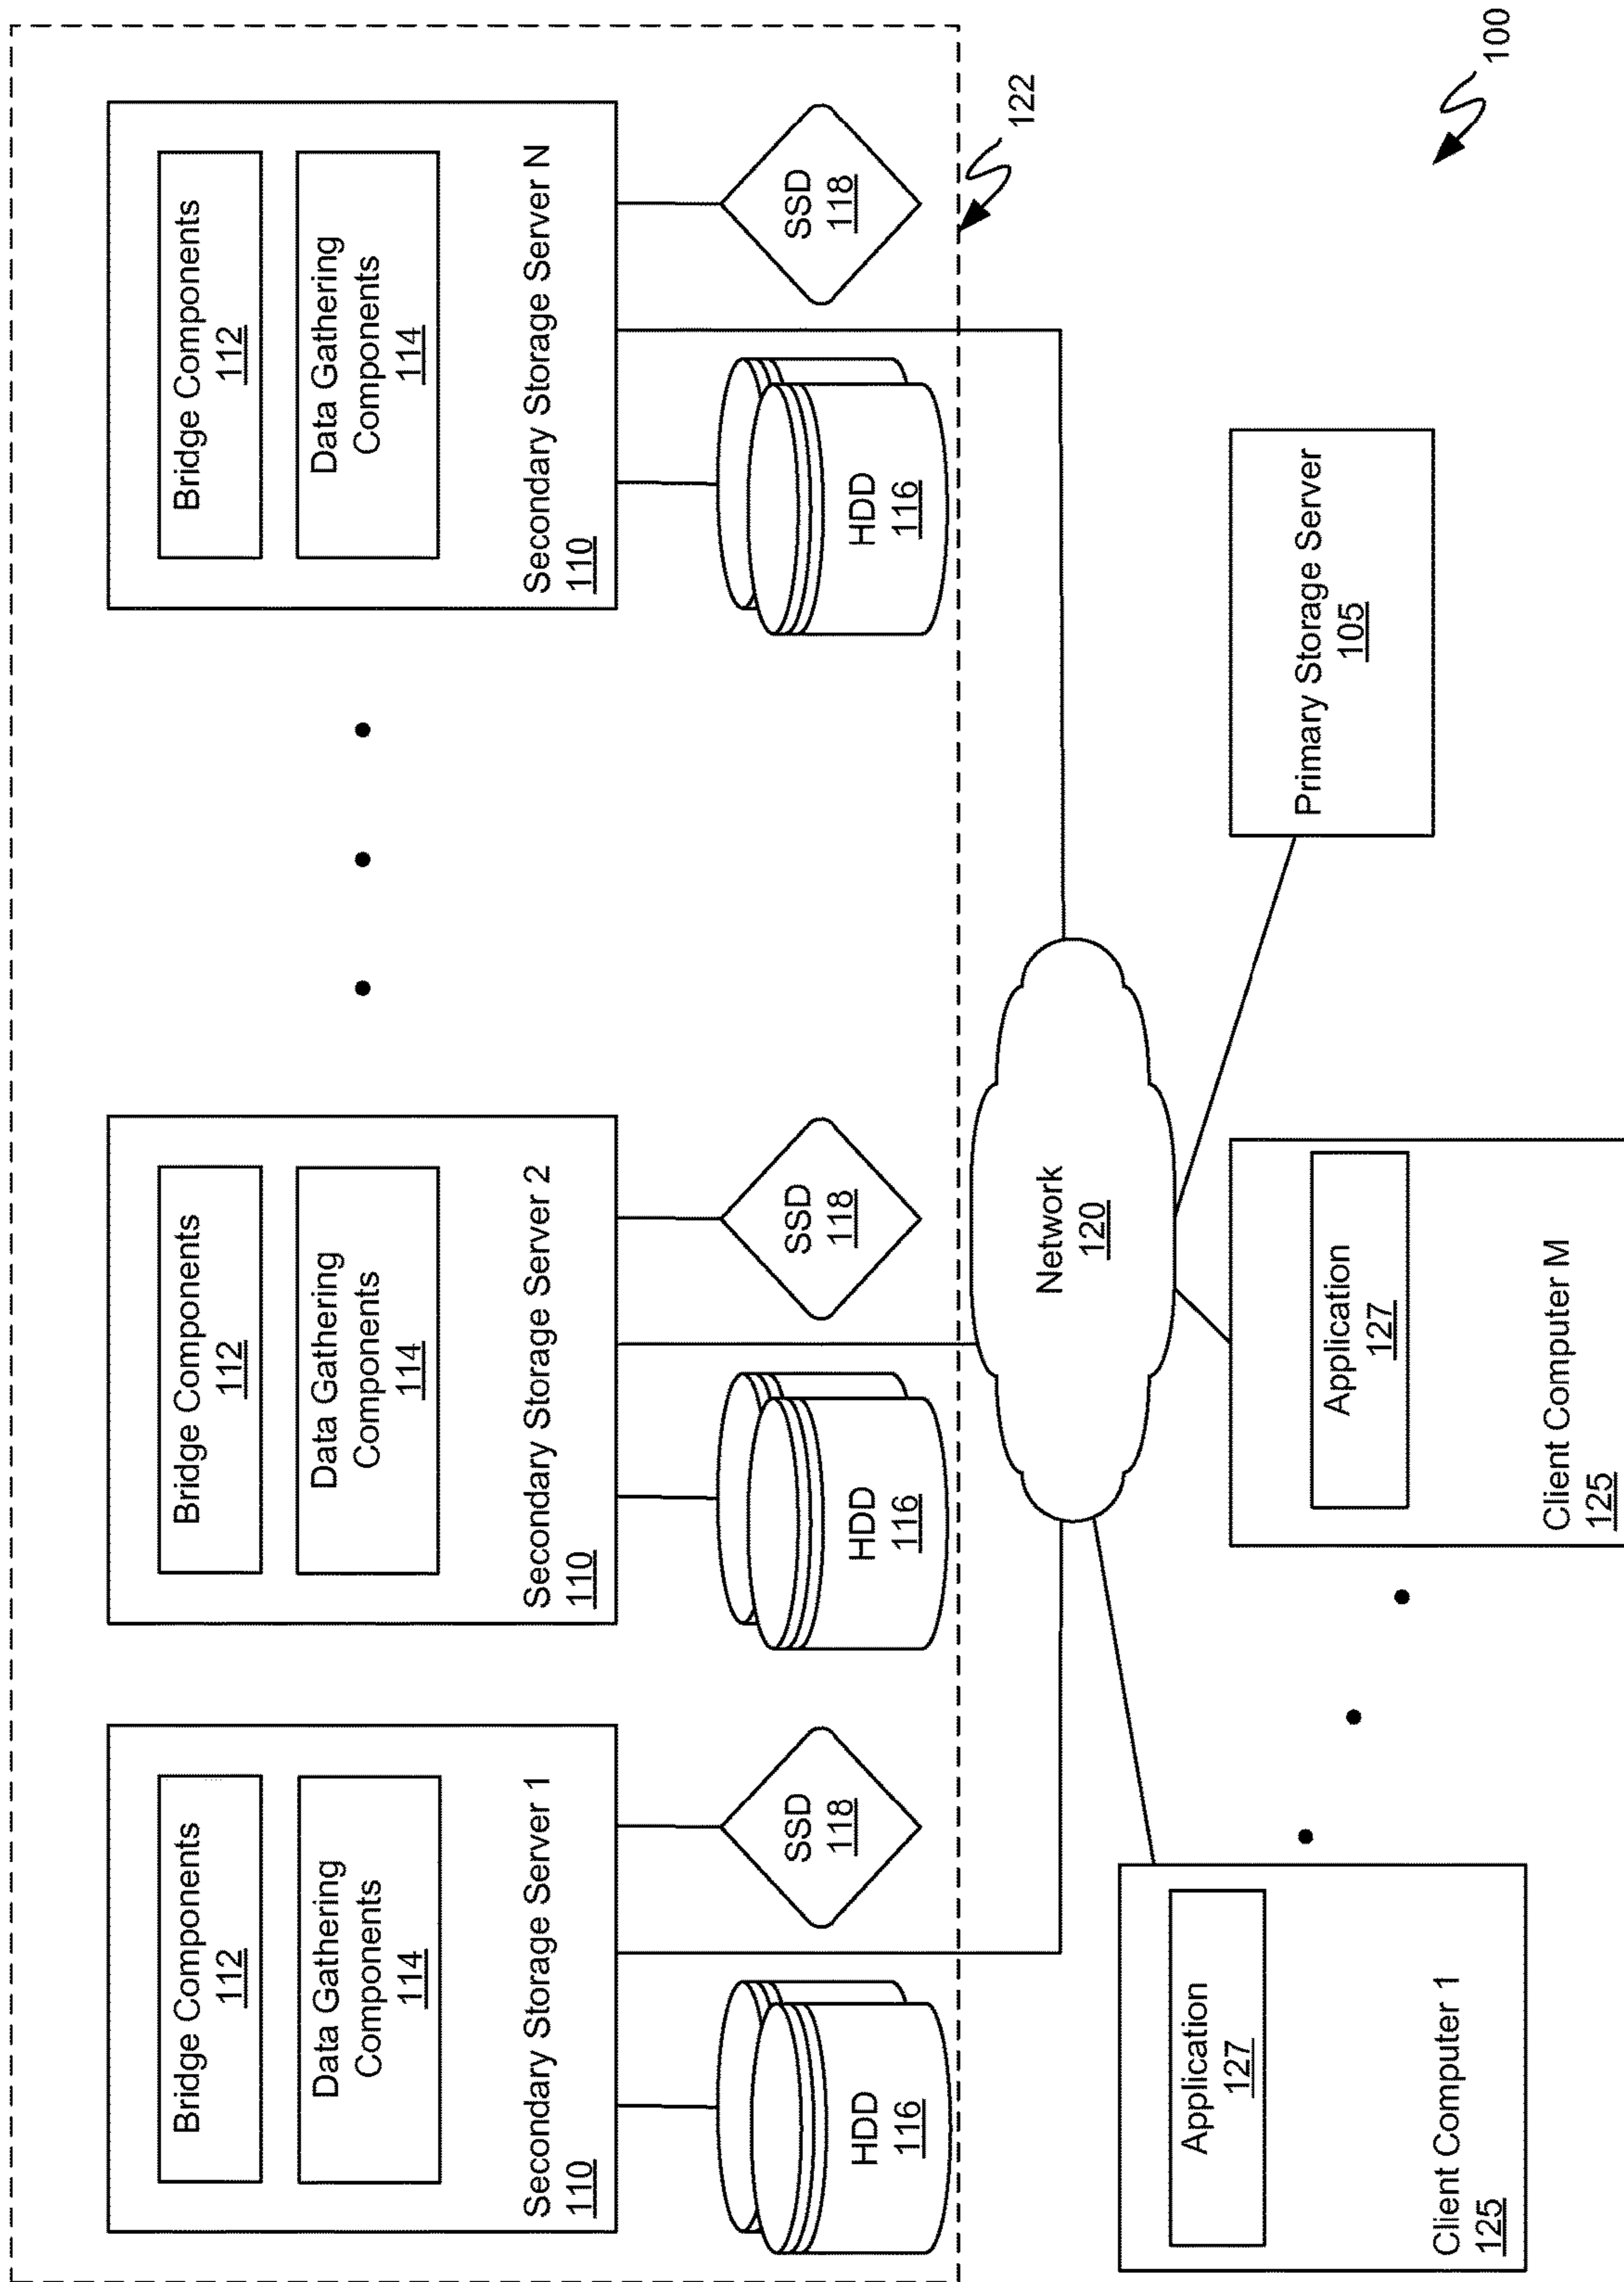 Bridge Components
112
Data Gathering
Components
114
Secondary Storage Server 1
110
HDD
116
SSD
118
Bridge Components
112
Data Gathering
Components
114
Secondary Storage Server 2
110
HDD
116
SSD
118
Bridge Components
112
Data Gathering
Components
114
Secondary Storage Server N
110
HDD
116
SSD
118
122
Network
120
Application
127
Client Computer 1
125
Application
127
Client Computer M
125
Primary Storage Server
105
100